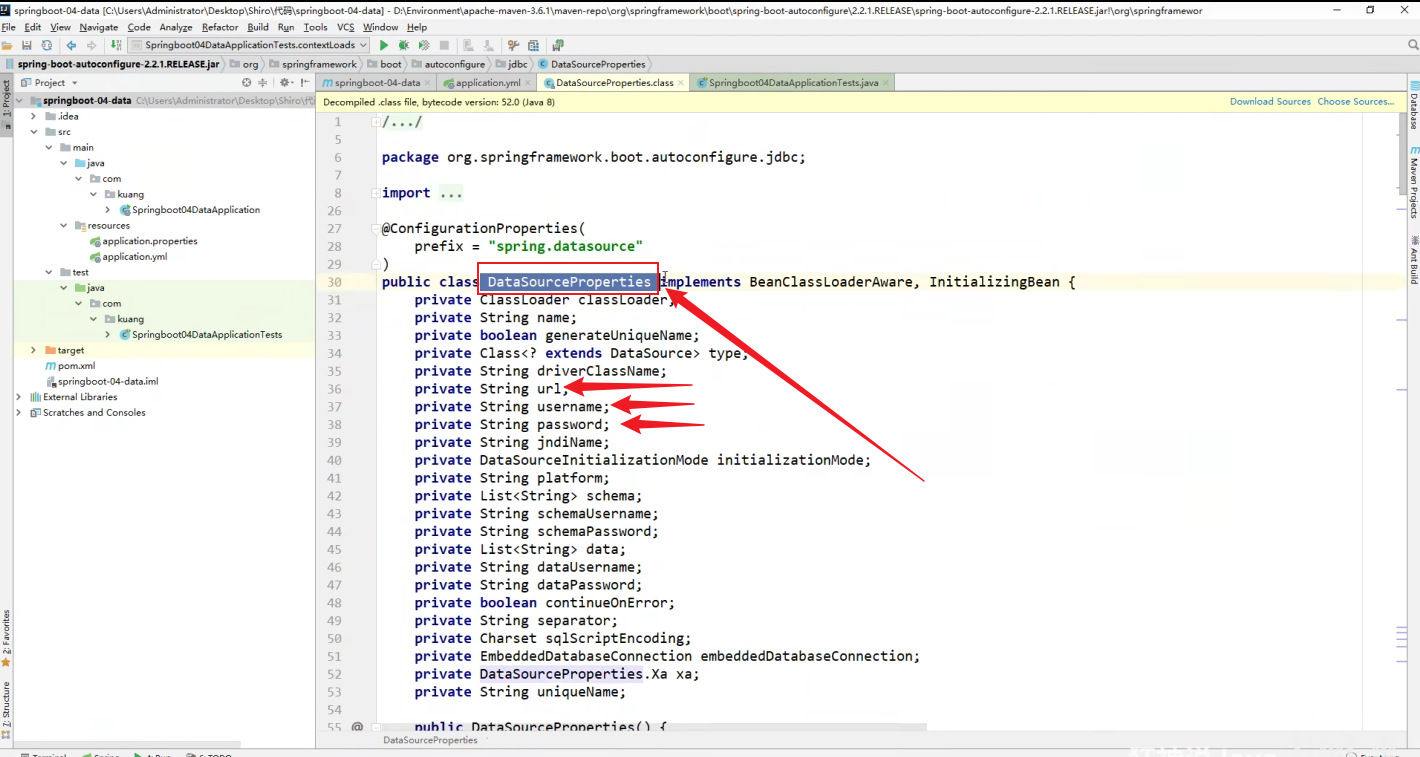 springboot-04-data [C:\Users\Administrator\Desktop\Shiro\代码\springboot-04-data] - D:\Environment\apache-maven-3.6.1\maven-repo\org\springframework\boot\spring-boot-autoconfigure\2.2.1.RELEASE\spring-boot-autoconfigure-2.2.1.RELEASE.jar!\org\springframewor
File Edit View Navigate Code Analyze Refactor Build Run Tools VCS Window Help
Springboot04DataApplicationTests.contextLoads
spring-boot-autoconfigure-2.2.1.RELEASE.jar org springframework boot autoconfigure jdbc DataSourceProperties
Project
springboot-04-data application.yml DataSourceProperties.class Springboot04DataApplicationTests.java
1: Project
springboot-04-data C:\Users\Administrator\Desktop\Shiro\代
.idea
src
main
java
com
kuang
Springboot04DataApplication
resources
application.properties
application.yml
test
java
com
kuang
Springboot04DataApplicationTests
target
pom.xml
springboot-04-data.iml
External Libraries
Scratches and Consoles
2: Favorites
7: Structure
Decompiled .class file, bytecode version: 52.0 (Java 8) Download Sources Choose Sources...
1 /.../
5
6 package org.springframework.boot.autoconfigure.jdbc;
7
8 import ...
26
27 @ConfigurationProperties(
28 prefix = "spring.datasource"
29 )
30 public class DataSourceProperties implements BeanClassLoaderAware, InitializingBean {
31 private ClassLoader classLoader;
32 private String name;
33 private boolean generateUniqueName;
34 private Class<? extends DataSource> type;
35 private String driverClassName;
36 private String url;
37 private String username;
38 private String password;
39 private String jndiName;
40 private DataSourceInitializationMode initializationMode;
41 private String platform;
42 private List<String> schema;
43 private String schemaUsername;
44 private String schemaPassword;
45 private List<String> data;
46 private String dataUsername;
47 private String dataPassword;
48 private boolean continueOnError;
49 private String separator;
50 private Charset sqlScriptEncoding;
51 private EmbeddedDatabaseConnection embeddedDatabaseConnection;
52 private DataSourceProperties.Xa xa;
53 private String uniqueName;
54
55 @ public DataSourceProperties() {
DataSourceProperties
Database
Maven Projects
Ant Build